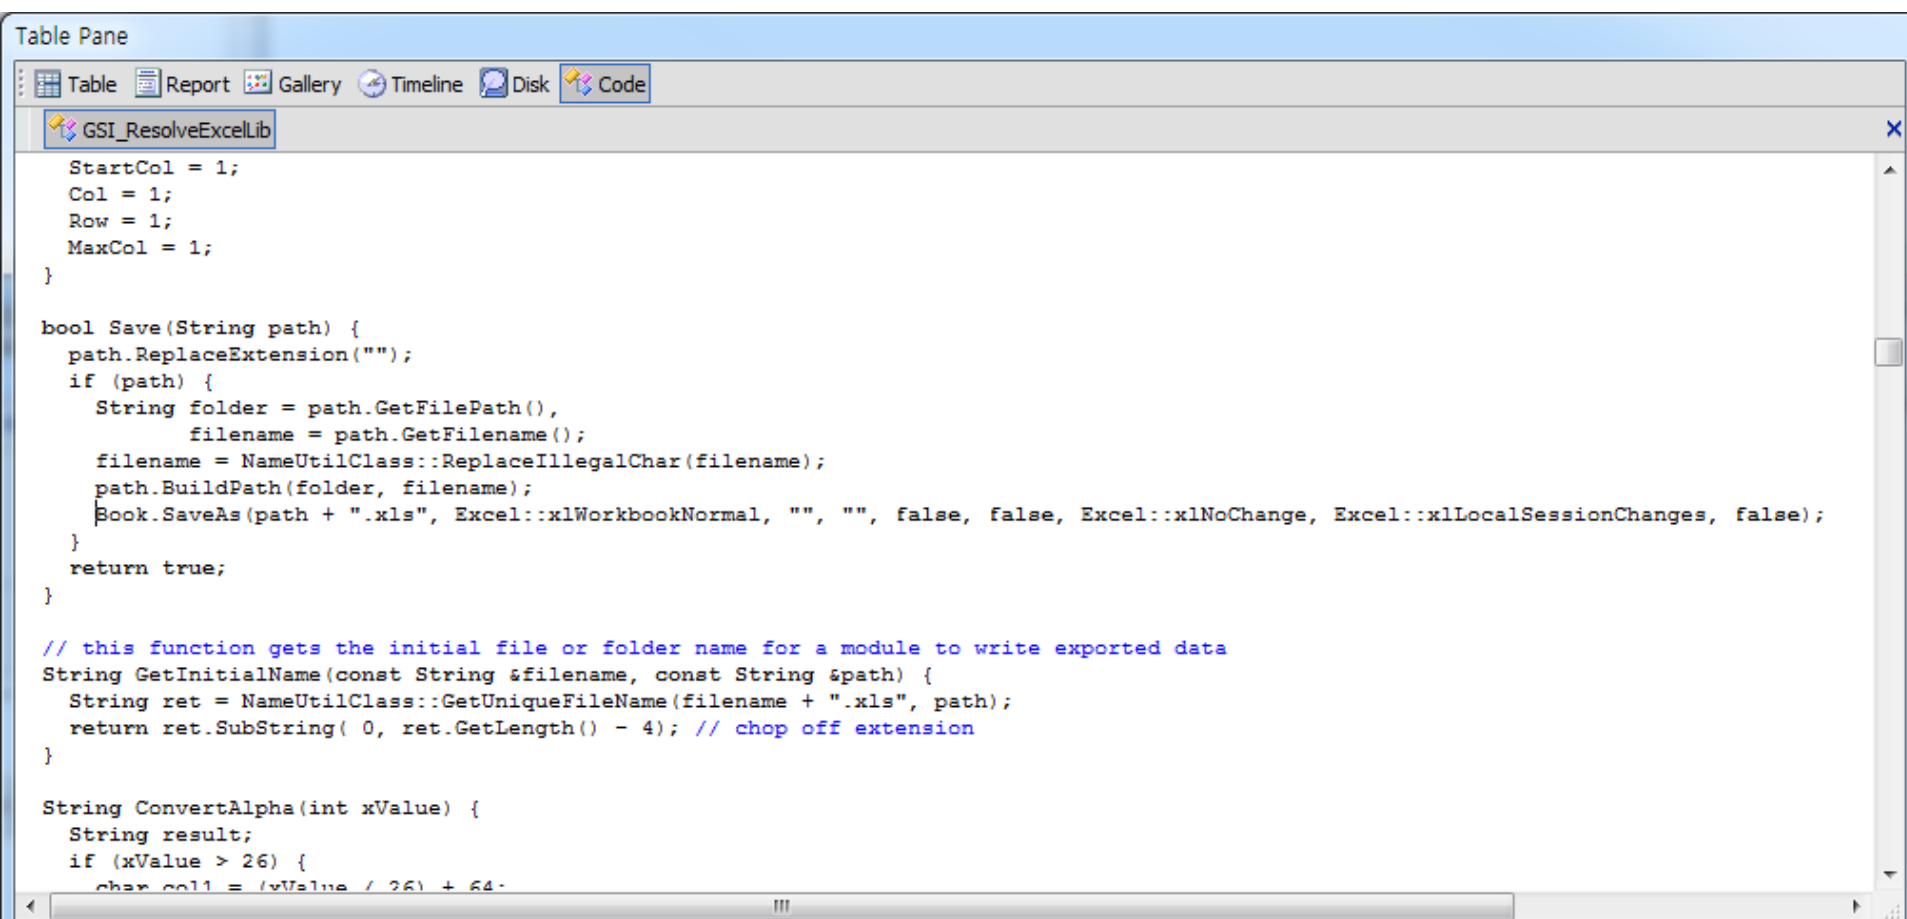 Table Pane
Table Report Gallery Timeline Disk Code
GSI_ResolveExcelLib
StartCol = 1;
Col = 1;
Row = 1;
MaxCol = 1;
}
bool Save(String path) {
path.ReplaceExtension("");
if (path) {
String folder = path.GetFilePath(),
filename = path.GetFilename();
filename = NameUtilClass::ReplaceIllegalChar(filename);
path.BuildPath(folder, filename);
Book.SaveAs(path + ".xls", Excel::xlWorkbookNormal, "", "", false, false, Excel::xlNoChange, Excel::xlLocalSessionChanges, false);
}
return true;
}
// this function gets the initial file or folder name for a module to write exported data
String GetInitialName(const String &filename, const String &path) {
String ret = NameUtilClass::GetUniqueFileName(filename + ".xls", path);
return ret.SubString( 0, ret.GetLength() - 4); // chop off extension
}
String ConvertAlpha(int xValue) {
String result;
if (xValue > 26) {
char col1 = (xValue / 26) + 64;